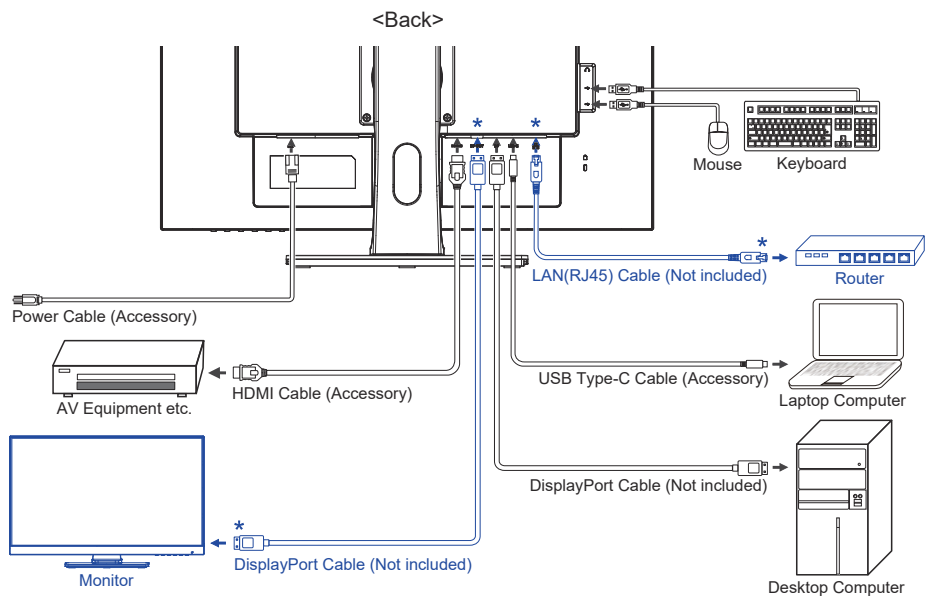 <Back>
*
*
Mouse
Keyboard
*
LAN(RJ45) Cable (Not included)
Router
Power Cable (Accessory)
HDMI Cable (Accessory)
USB Type-C Cable (Accessory)
AV Equipment etc.
Laptop Computer
DisplayPort Cable (Not included)
*
DisplayPort Cable (Not included)
Monitor
Desktop Computer